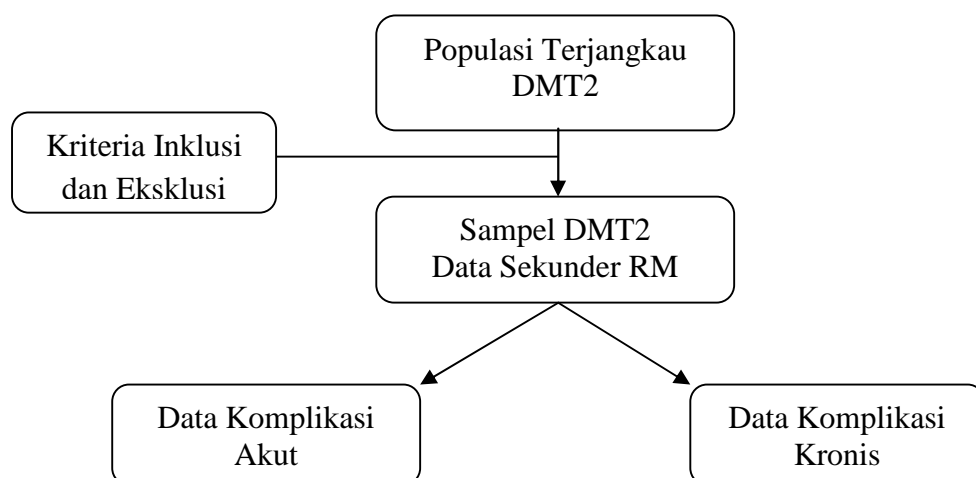 Populasi Terjangkau
DMT2
Kriteria Inklusi
dan Eksklusi
Sampel DMT2
Data Sekunder RM
Data Komplikasi
Akut
Data Komplikasi
Kronis